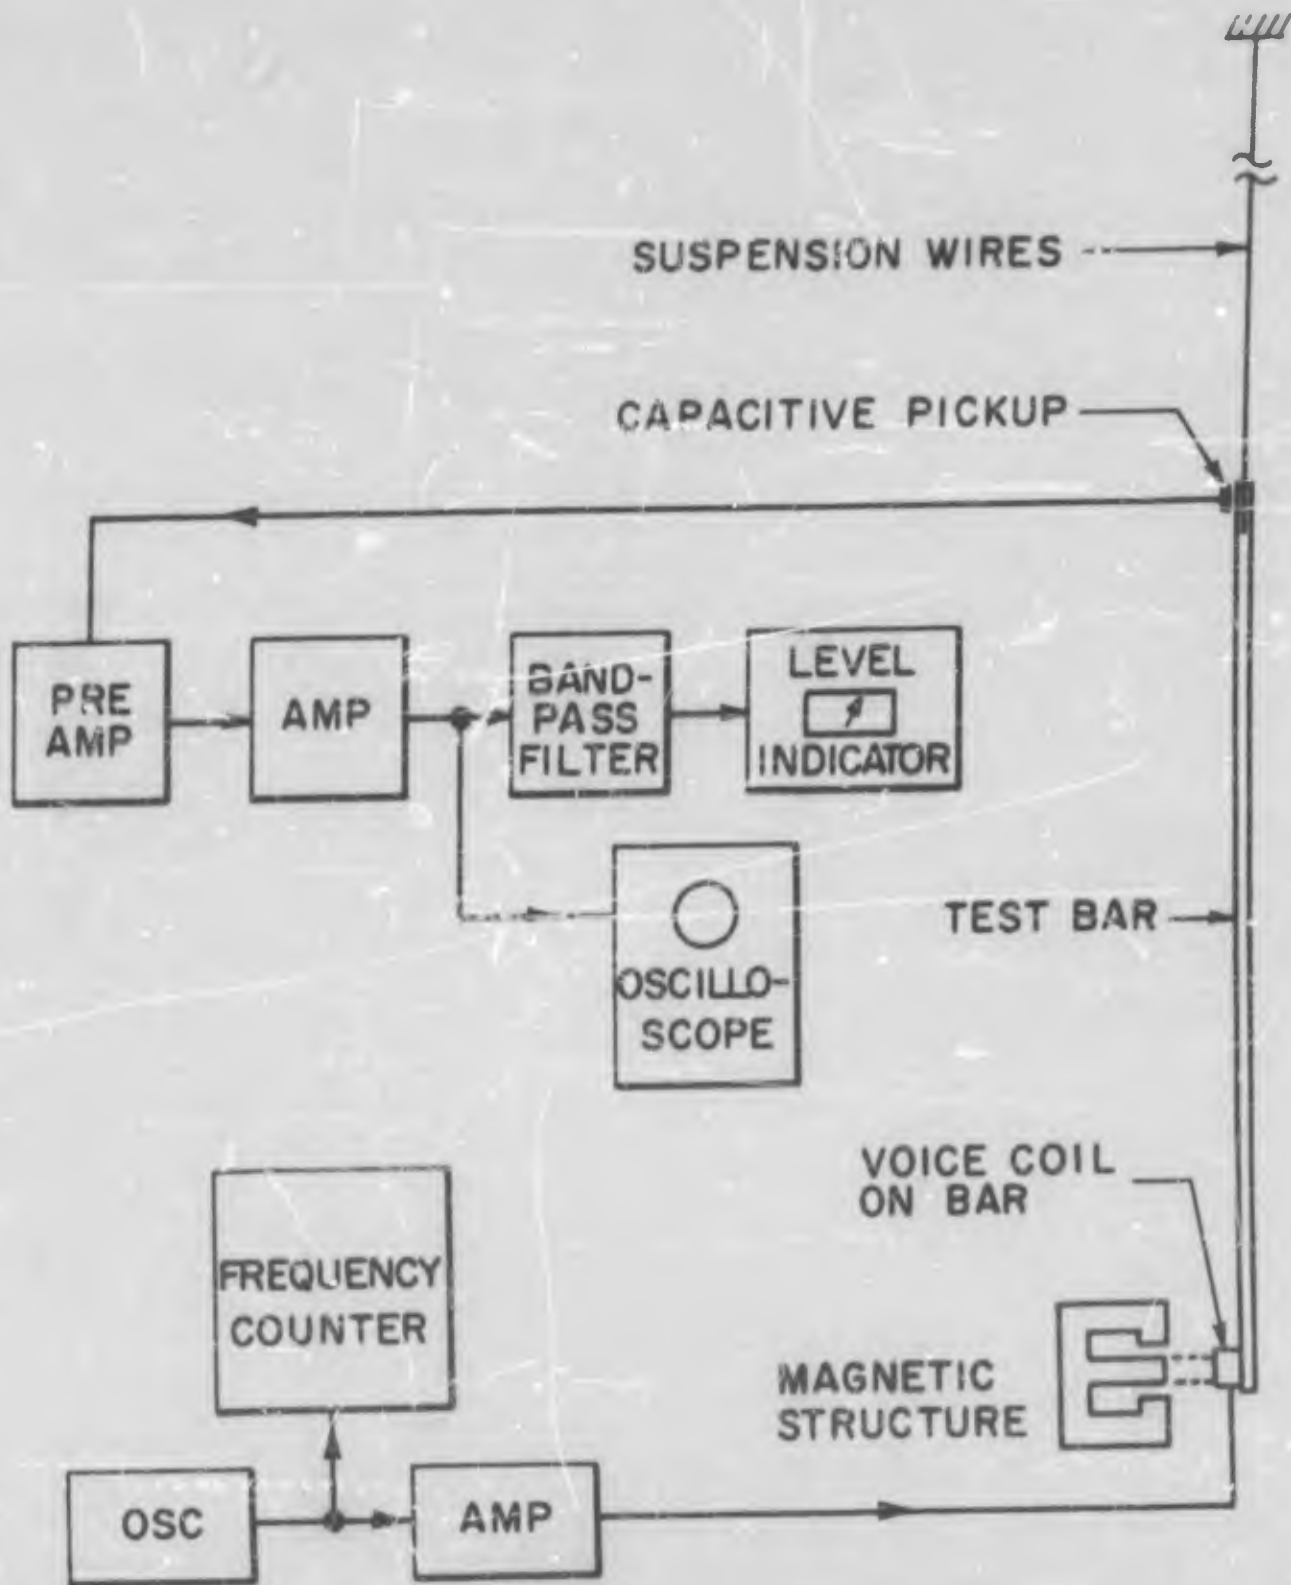 SUSPENSION WIRES
CAPACITIVE PICKUP
PRE
AMP
AMP
BAND-
PASS
FILTER
LEVEL
INDICATOR
TEST BAR
OSCILLO-
SCOPE
VOICE COIL
ON BAR
FREQUENCY
COUNTER
MAGNETIC
STRUCTURE
OSC
AMP